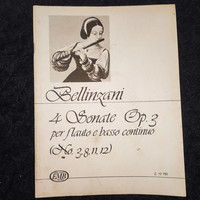 Bellinzani
4 Sonate Op. 3
per flauto e basso continuo
(No. 3, 8, 11, 12)
EMB